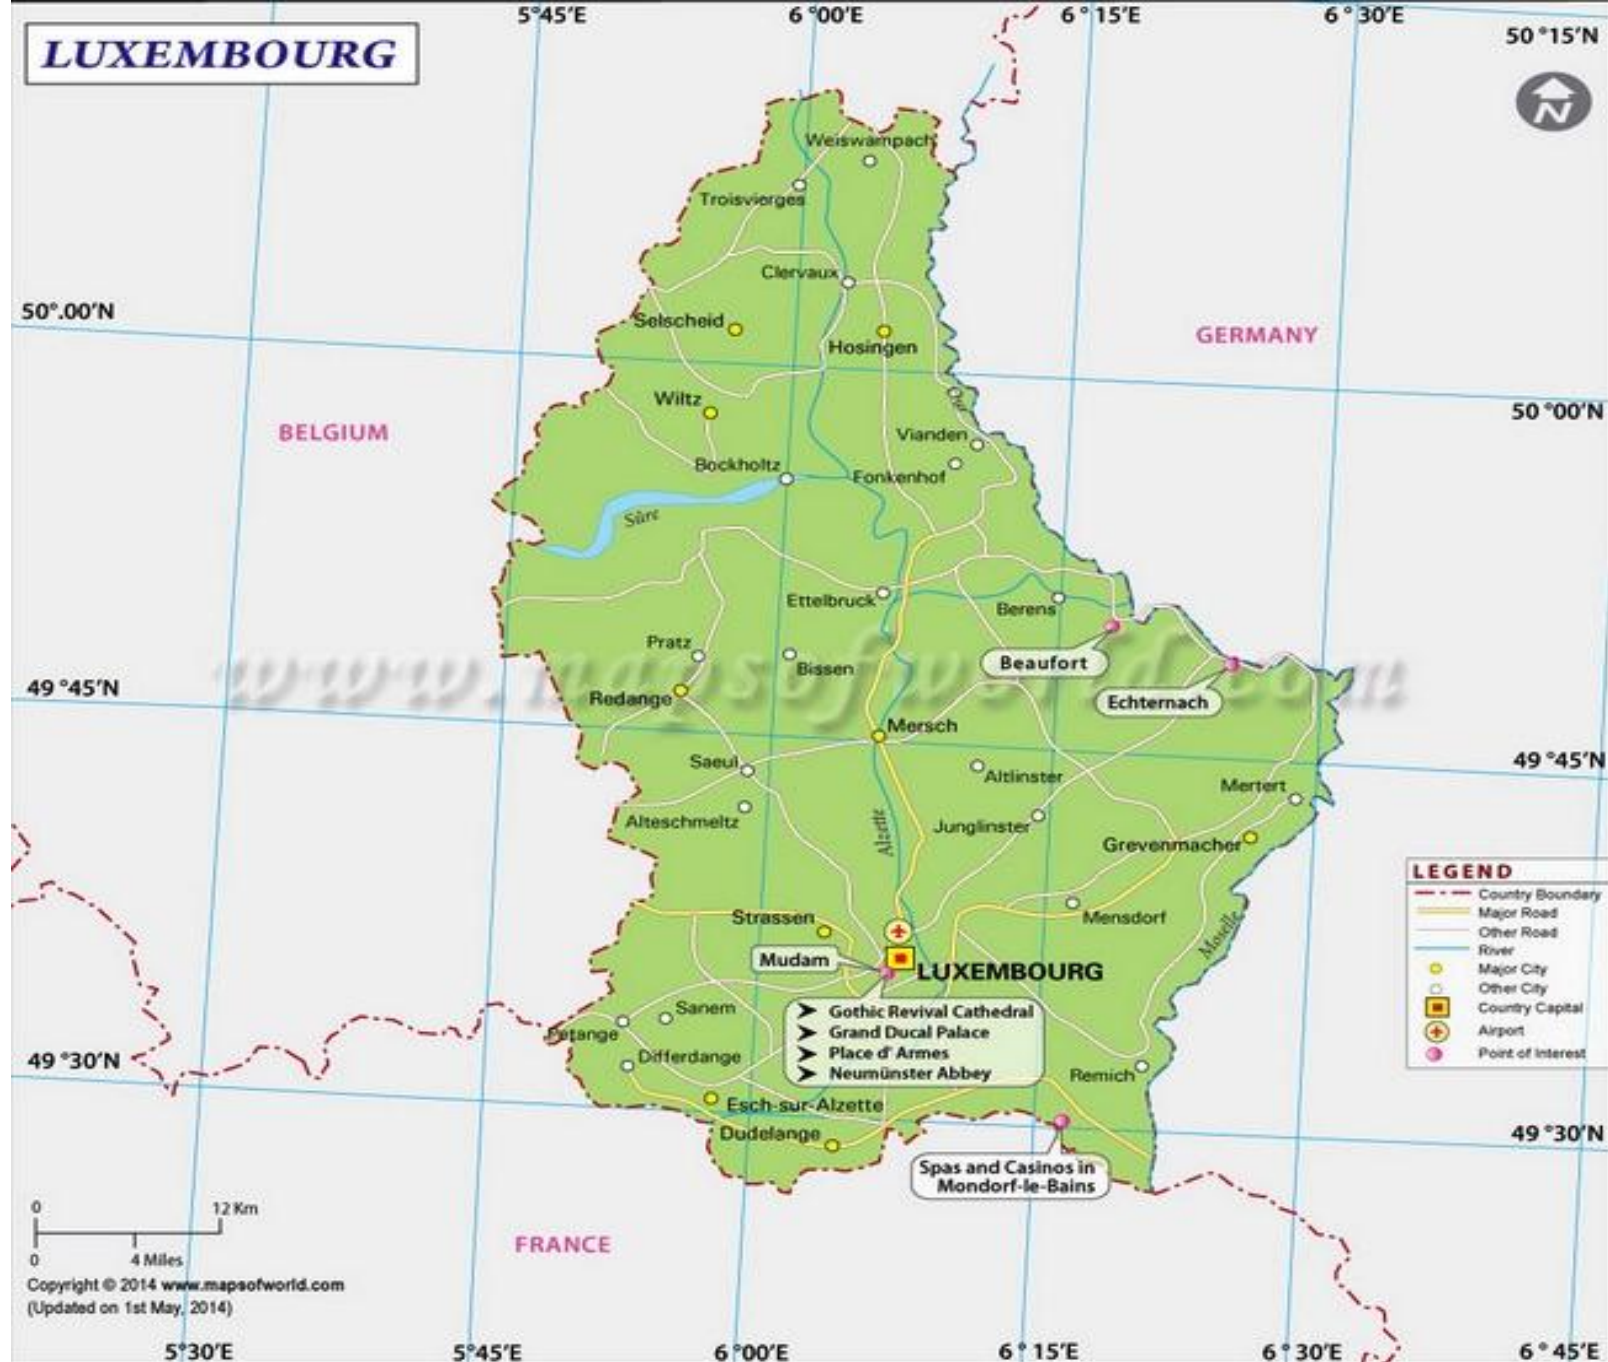 5°45'E
6°00'E
6°15'E
6°30'E
LUXEMBOURG
50°15'N
N
Weiswampach
Troisvierges
Clervaux
50°.00'N
Selscheid
GERMANY
Hosingen
Wiltz
50°00'N
BELGIUM
Our
Vianden
Bockholtz
Fonkenhof
Sûre
Ettelbruck
Berens
Pratz
Bissen
Beaufort
www.mapsofworld.com
49°45'N
Redange
Echternach
Mersch
Saeul
49°45'N
Altlinster
Mertert
Alteschmeltz
Alzette
Junglinster
Grevenmacher
LEGEND
Country Boundary
Major Road
Other Road
River
Major City
Other City
Country Capital
Airport
Point of Interest
Strassen
Mensdorf
Moselle
Mudam
LUXEMBOURG
Sanem
Gothic Revival Cathedral
Petange
Grand Ducal Palace
49°30'N
Differdange
Place d' Armes
Neumünster Abbey
Remich
Esch-sur-Alzette
Dudelange
49°30'N
Spas and Casinos in
Mondorf-le-Bains
0 12 Km
0 4 Miles
FRANCE
Copyright © 2014 www.mapsofworld.com
(Updated on 1st May, 2014)
5°30'E
5°45'E
6°00'E
6°15'E
6°30'E
6°45'E